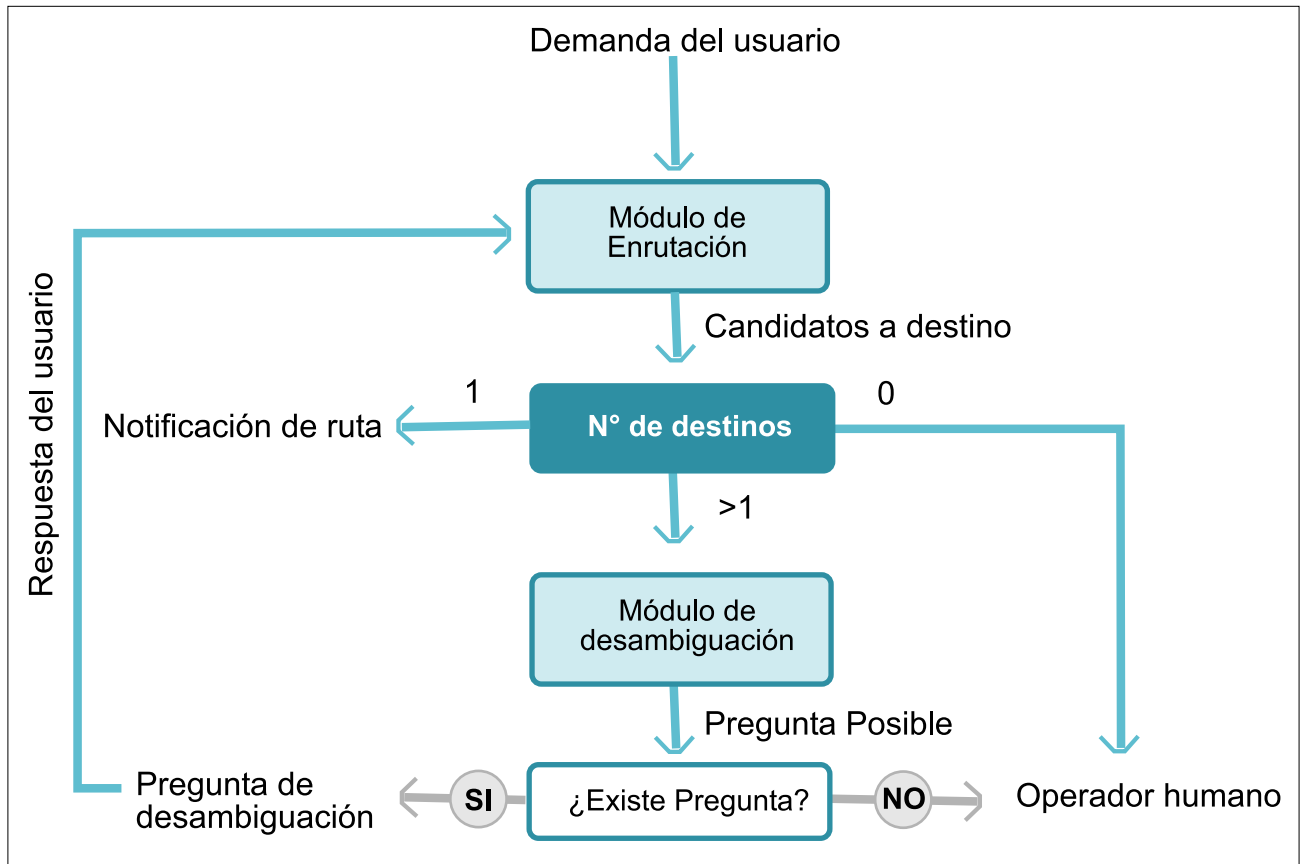 Demanda del usuario
Módulo de
Enrutación
Candidatos a destino
1
0
Notificación de ruta
N° de destinos
>1
Respuesta del usuario
Módulo de
desambiguación
Pregunta Posible
Pregunta de
desambiguación
SI
¿Existe Pregunta?
NO
Operador humano